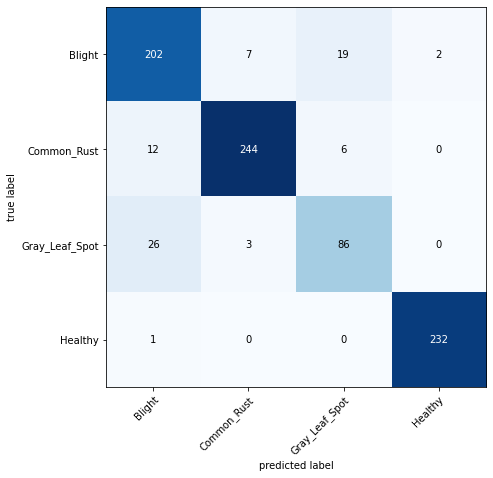 Blight 202 7 19 2
Common_Rust 12 244 6 0
true label
Gray_Leaf_Spot 26 3 86 0
Healthy 1 0 0 232
Blight Common_Rust Gray_Leaf_Spot Healthy
predicted label